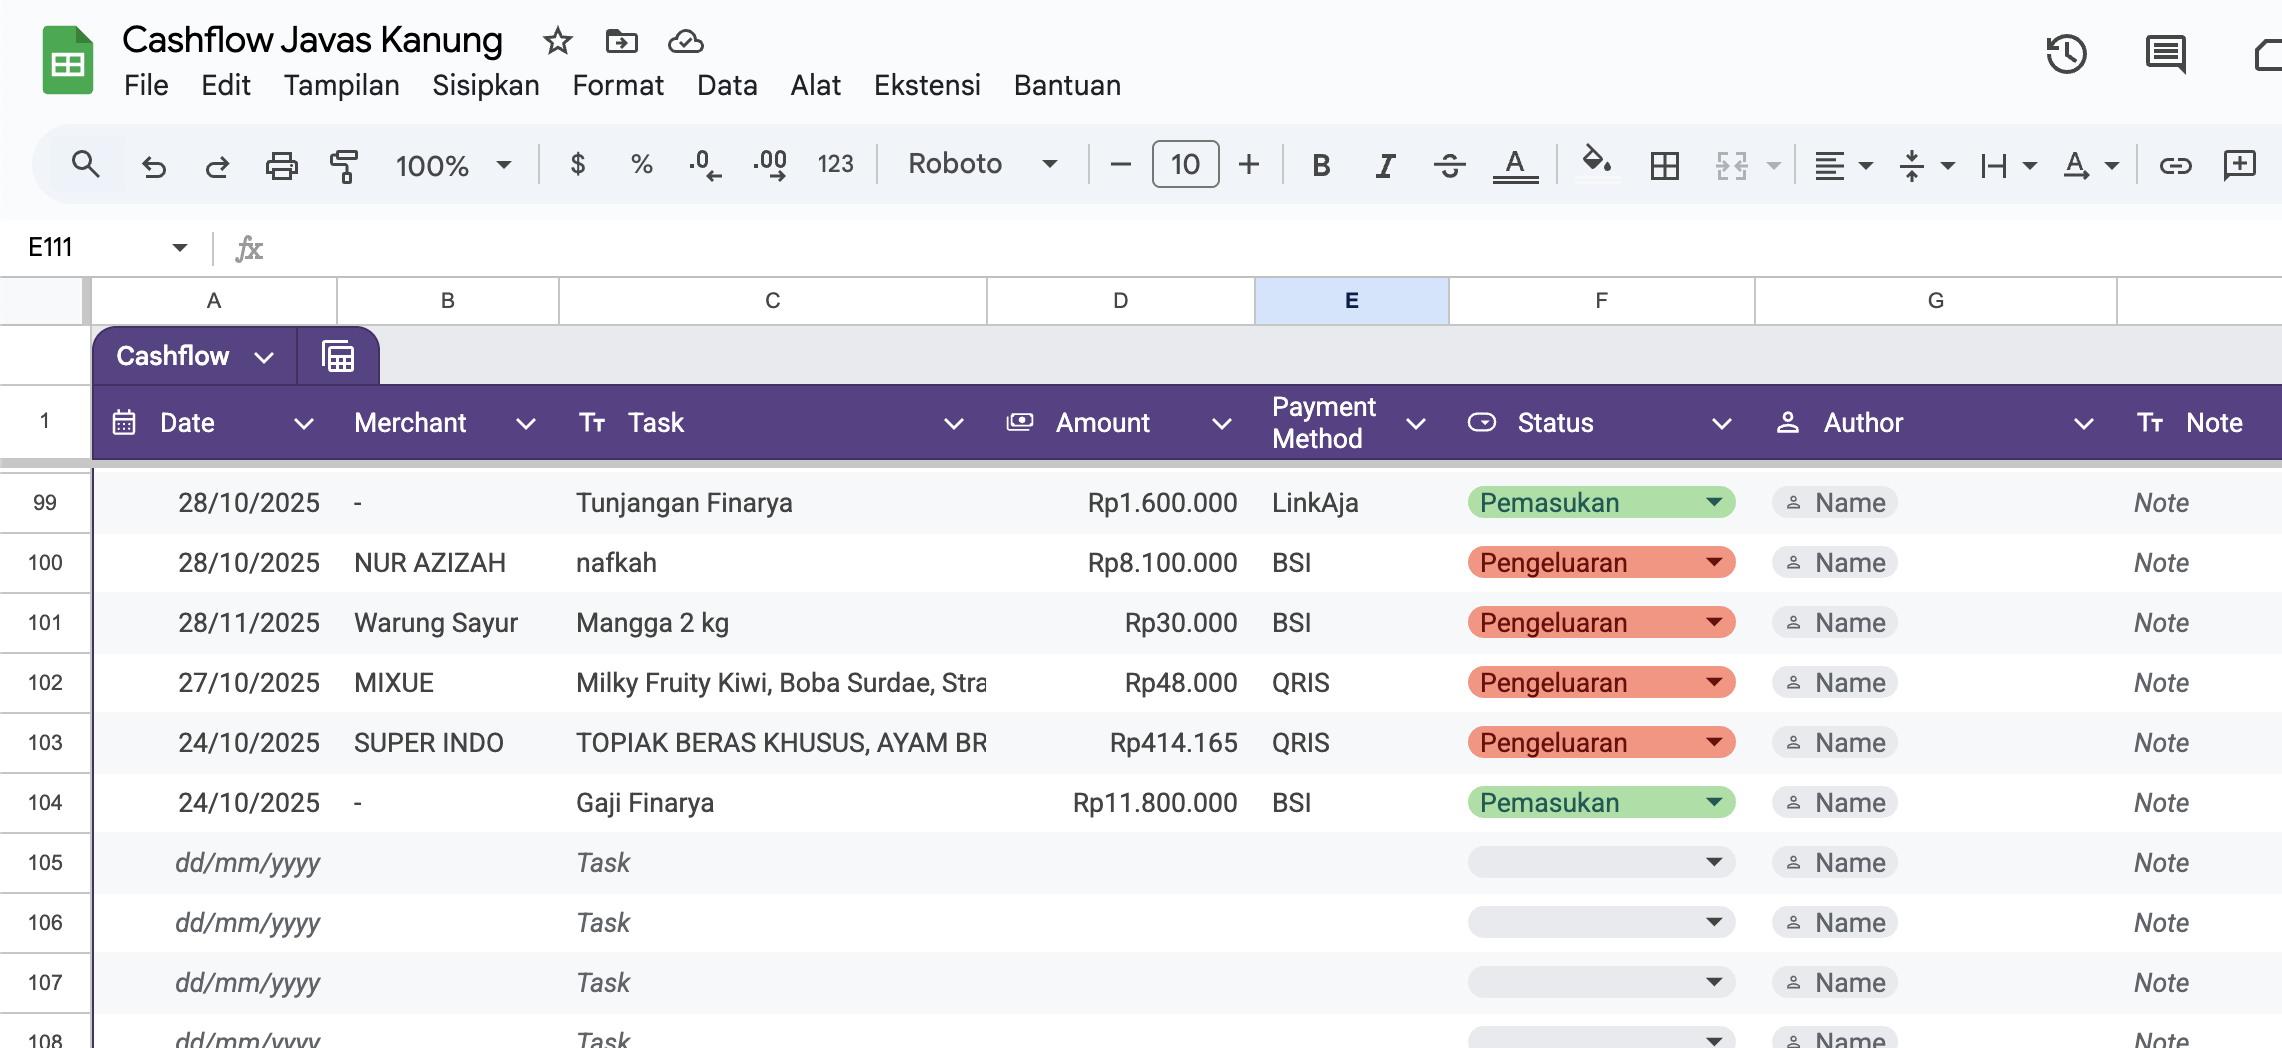 Cashflow Javas Kanung
File Edit Tampilan Sisipkan Format Data Alat Ekstensi Bantuan
100% $ % .0 .00 123 Roboto 10 B I A A
E111 fx
A B C D E F G
Cashflow
1 Date Merchant Tt Task Amount Payment Method Status Author Tt Note
99 28/10/2025 - Tunjangan Finarya Rp1.600.000 LinkAja Pemasukan Name Note
100 28/10/2025 NUR AZIZAH nafkah Rp8.100.000 BSI Pengeluaran Name Note
101 28/11/2025 Warung Sayur Mangga 2 kg Rp30.000 BSI Pengeluaran Name Note
102 27/10/2025 MIXUE Milky Fruity Kiwi, Boba Surdae, Stra Rp48.000 QRIS Pengeluaran Name Note
103 24/10/2025 SUPER INDO TOPIAK BERAS KHUSUS, AYAM BR Rp414.165 QRIS Pengeluaran Name Note
104 24/10/2025 - Gaji Finarya Rp11.800.000 BSI Pemasukan Name Note
105 dd/mm/yyyy Task Name Note
106 dd/mm/yyyy Task Name Note
107 dd/mm/yyyy Task Name Note
108 dd/mm/yyyy Task Name Note